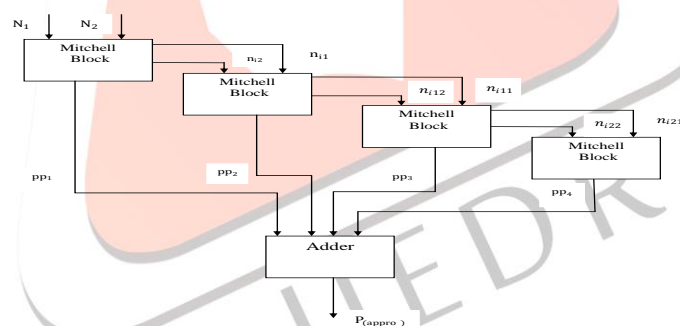 N₁ N₂
Mitchell
Block
nᵢ₂ nᵢ₁
Mitchell
Block
nᵢ₁₂ nᵢ₁₁
Mitchell
Block
nᵢ₂₂ nᵢ₂₁
Mitchell
Block
pp₁ pp₂ pp₃ pp₄
Adder
P₍appro₎